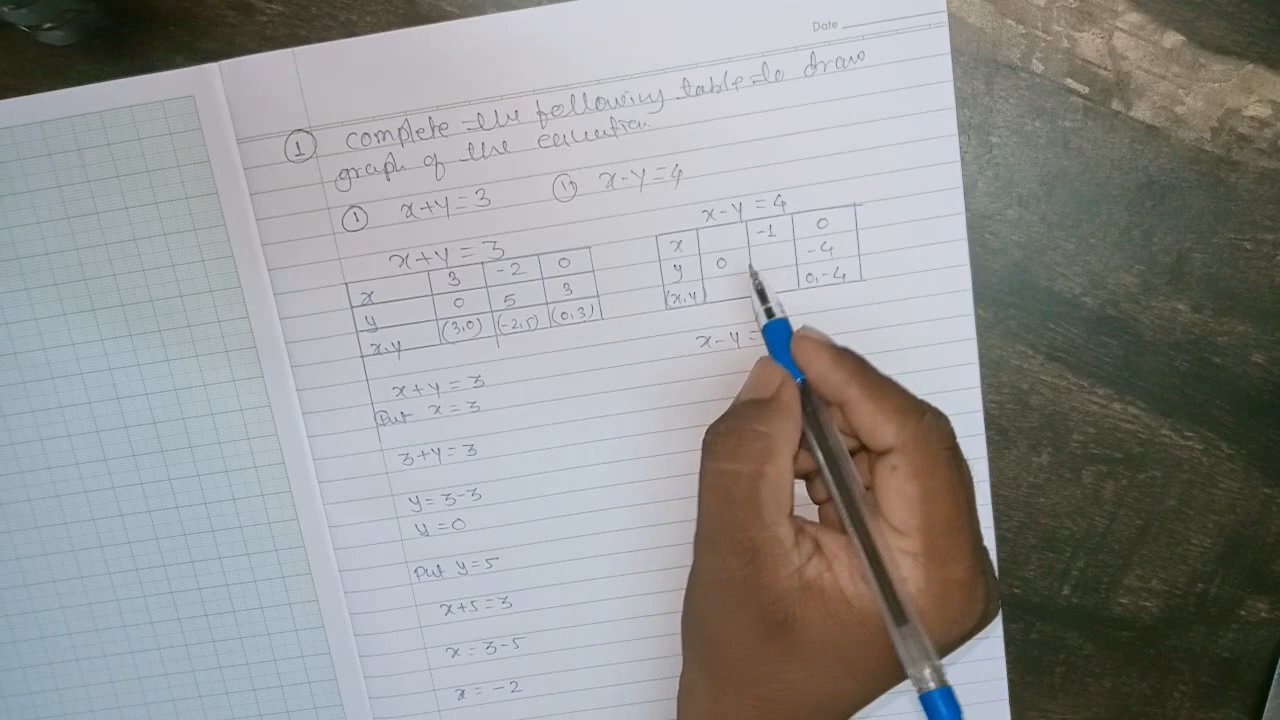 Date
① complete the following table to draw
graph of the equation.
① x+y=3 ⑪ x-y=4
x+y=3
x 3 -2 0
y 0 5 3
x,y (3,0) (-2,5) (0,3)
x+y=3
Put x=3
3+y=3
y=3-3
y=0
Put y=5
x+5=3
x=3-5
x=-2
x-y=4
x -1 0
y 0 -4
(x,y) 0,-4
x-y=